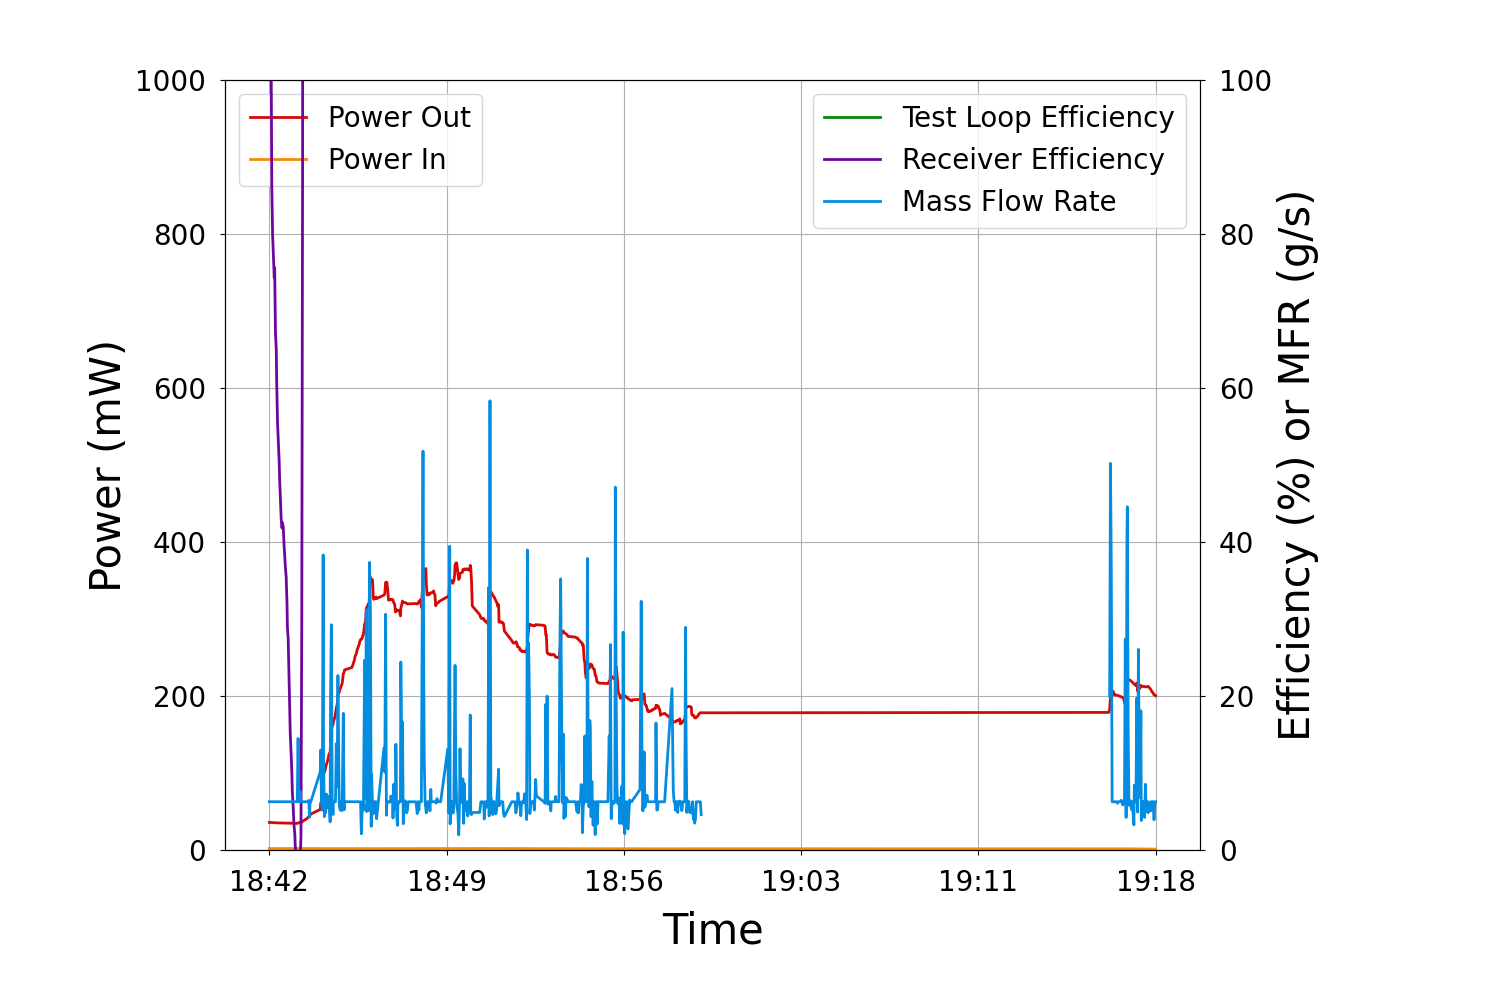 1000
800
600
400
200
0
Power (mW)
Power Out
Power In
Test Loop Efficiency
Receiver Efficiency
Mass Flow Rate
100
80
60
40
20
0
Efficiency (%) or MFR (g/s)
18:42 18:49 18:56 19:03 19:11 19:18
Time